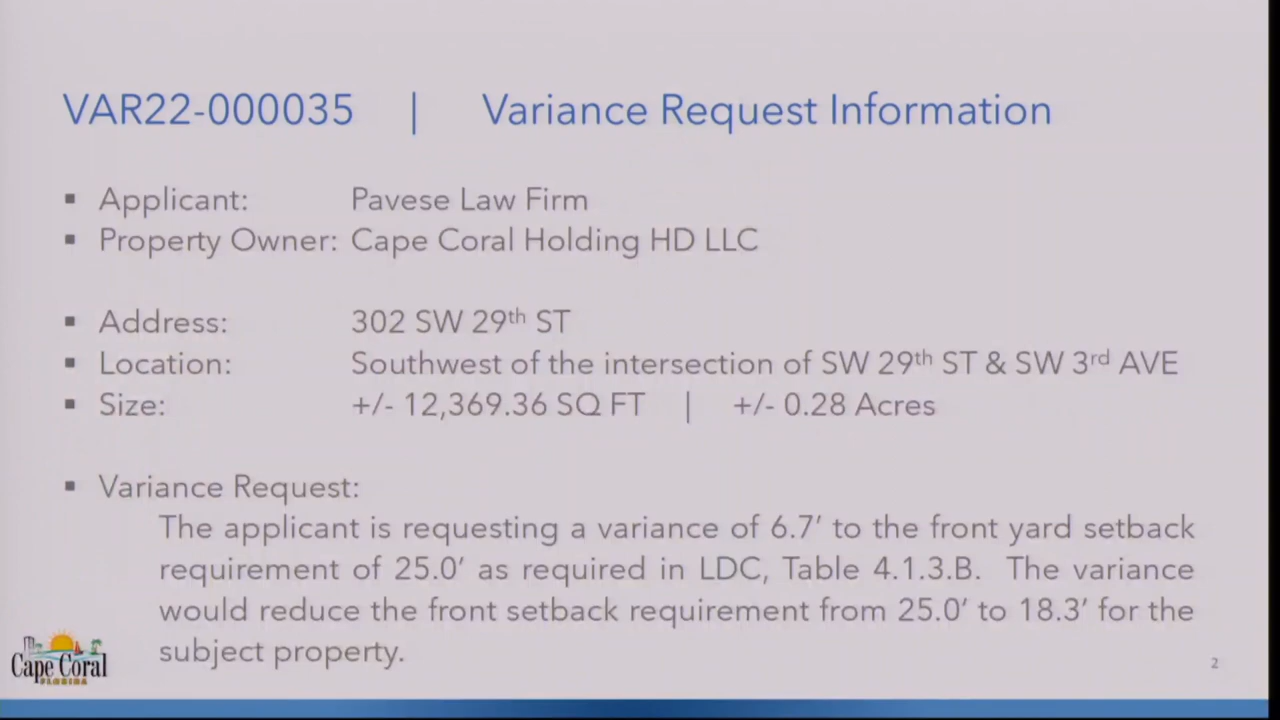 VAR22-000035 | Variance Request Information
▪ Applicant: Pavese Law Firm
▪ Property Owner: Cape Coral Holding HD LLC
▪ Address: 302 SW 29th ST
▪ Location: Southwest of the intersection of SW 29th ST & SW 3rd AVE
▪ Size: +/- 12,369.36 SQ FT | +/- 0.28 Acres
▪ Variance Request:
The applicant is requesting a variance of 6.7’ to the front yard setback
requirement of 25.0’ as required in LDC, Table 4.1.3.B. The variance
would reduce the front setback requirement from 25.0’ to 18.3’ for the
subject property.
Cape Coral
FLORIDA
2